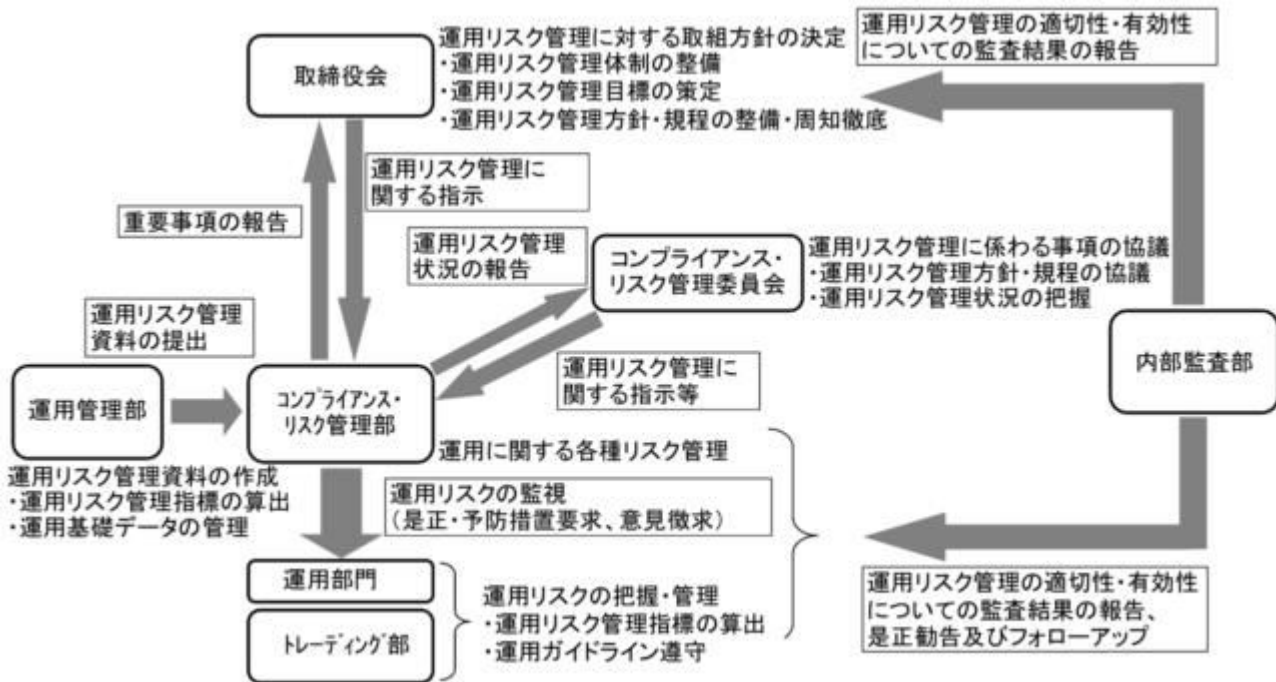 取締役会
運用リスク管理に対する取組方針の決定
・運用リスク管理体制の整備
・運用リスク管理目標の策定
・運用リスク管理方針・規程の整備・周知徹底
運用リスク管理の適切性・有効性
についての監査結果の報告
運用リスク管理に
関する指示
重要事項の報告
運用リスク管理
状況の報告
コンプライアンス・
リスク管理委員会
運用リスク管理に係わる事項の協議
・運用リスク管理方針・規程の協議
・運用リスク管理状況の把握
運用リスク管理
資料の提出
運用リスク管理に
関する指示等
内部監査部
運用管理部
コンプライアンス・
リスク管理部
運用に関する各種リスク管理
運用リスク管理資料の作成
・運用リスク管理指標の算出
・運用基礎データの管理
運用リスクの監視
(是正・予防措置要求、意見徴求)
運用部門
トレーディング部
運用リスクの把握・管理
・運用リスク管理指標の算出
・運用ガイドライン遵守
運用リスク管理の適切性・有効性
についての監査結果の報告、
是正勧告及びフォローアップ